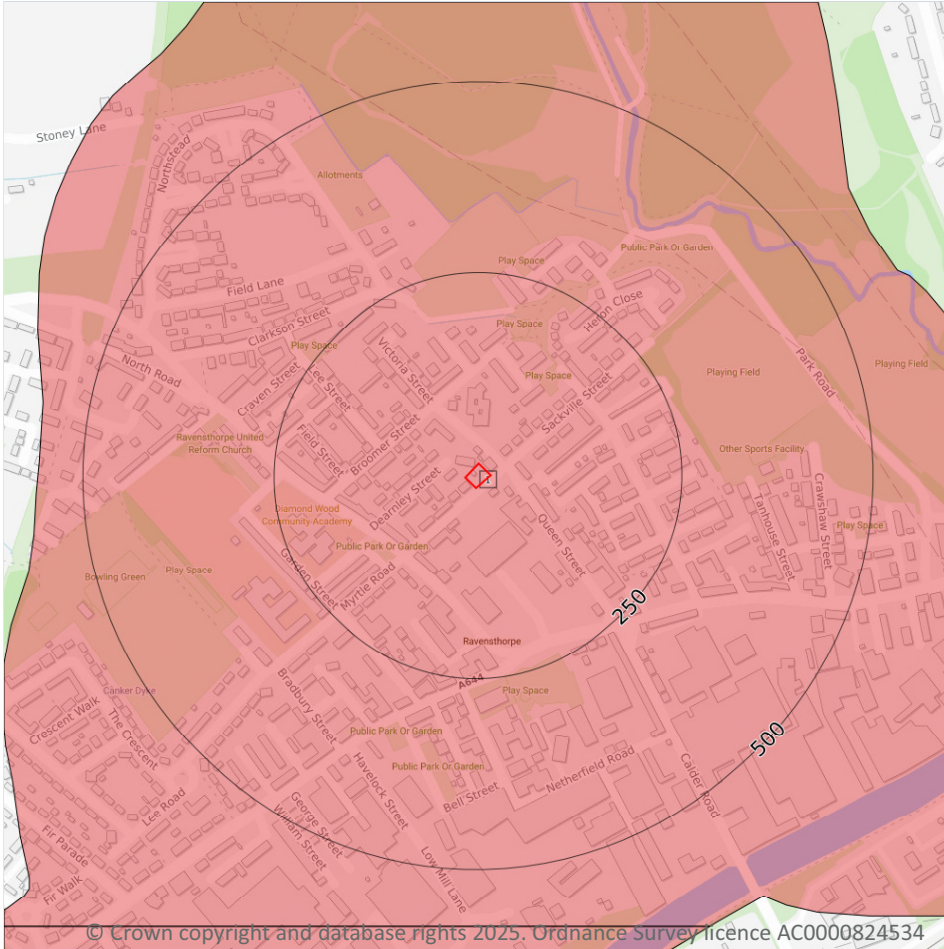 Stoney Lane
Northstead
Allotments
Public Park Or Garden
Play Space
Field Lane
Heron Close
Clarkson Street
Play Space
Play Space
Victoria Street
North Road
Lee Street
Craven Street
Play Space
Sackville Street
Playing Field
Park Road
Playing Field
Field Street
Broomer Street
Ravensthorpe United
Reform Church
Other Sports Facility
Dearnley Street
Tanhouse Street
Crawshaw Street
Diamond Wood
Community Academy
Queen Street
Play Space
Public Park Or Garden
Garden Street
Myrtle Road
Bowling Green
Play Space
250
Ravensthorpe
A644
Play Space
Canker Dyke
Crescent Walk
The Crescent
Bradbury Street
Public Park Or Garden
500
Public Park Or Garden
Netherfield Road
Calder Road
Havelock Street
Bell Street
Lee Road
George Street
William Street
Fir Parade
Fir Walk
Low Mill Lane
© Crown copyright and database rights 2025. Ordnance Survey licence AC0000824534